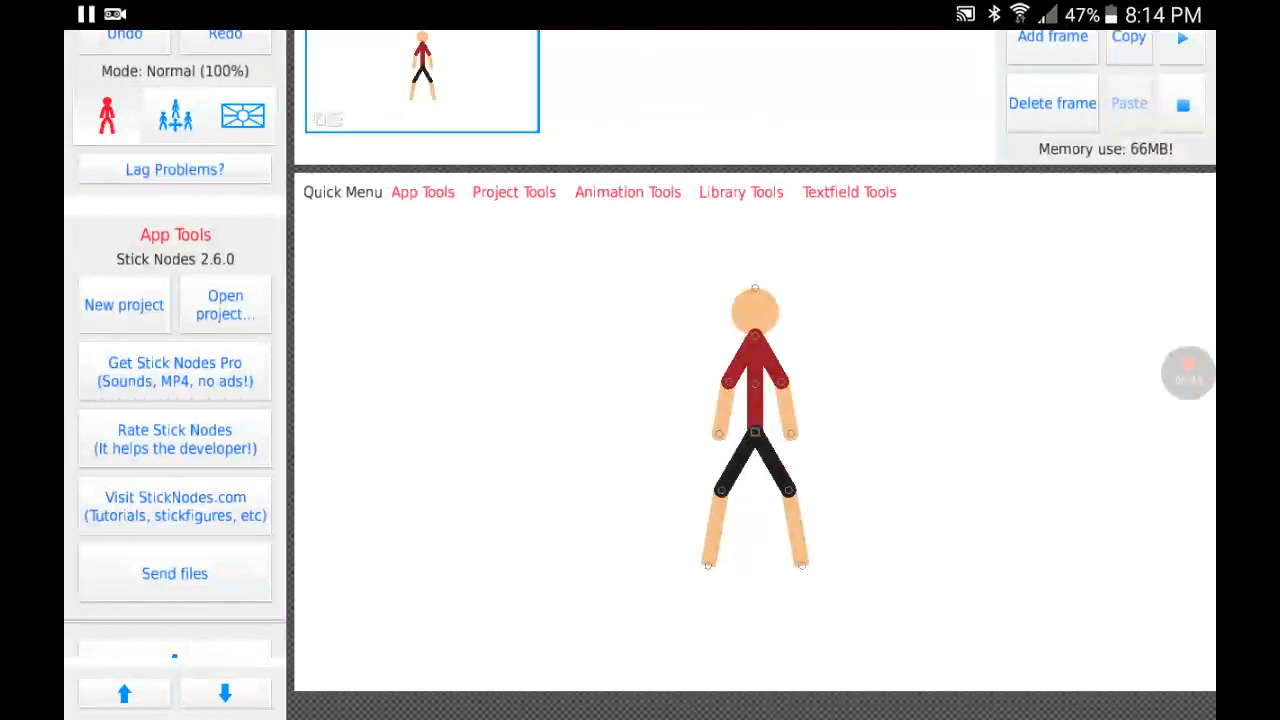 47% 8:14 PM
Undo Redo
Mode: Normal (100%)
Lag Problems?
App Tools
Stick Nodes 2.6.0
New project
Open
project...
Get Stick Nodes Pro
(Sounds, MP4, no ads!)
Rate Stick Nodes
(It helps the developer!)
Visit StickNodes.com
(Tutorials, stickfigures, etc)
Send files
Add frame Copy
Delete frame Paste
Memory use: 66MB!
Quick Menu App Tools Project Tools Animation Tools Library Tools Textfield Tools